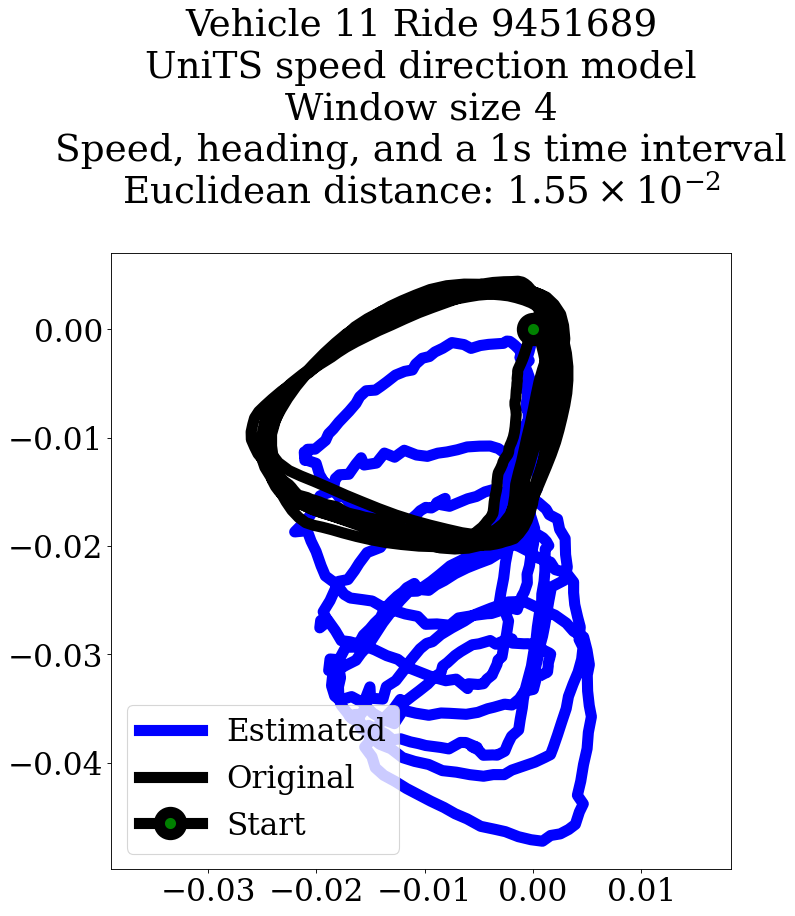 Vehicle 11 Ride 9451689
UniTS speed direction model
Window size 4
Speed, heading, and a 1s time interval
Euclidean distance: 1.55 × 10⁻²
0.00
−0.01
−0.02
−0.03
−0.04
Estimated
Original
Start
−0.03 −0.02 −0.01 0.00 0.01